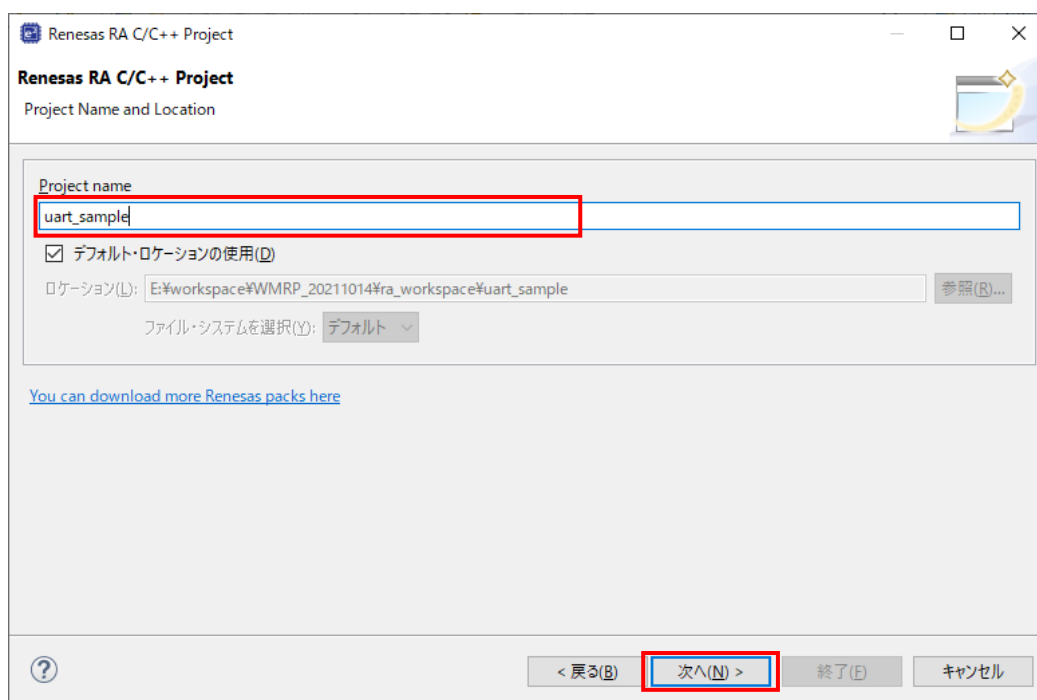 Renesas RA C/C++ Project
Renesas RA C/C++ Project
Project Name and Location
Project name
uart_sample
デフォルト・ロケーションの使用(D)
ロケーション(L): E:¥workspace¥WMRP_20211014¥ra_workspace¥uart_sample 参照(R)...
ファイル・システムを選択(Y): デフォルト
You can download more Renesas packs here
? < 戻る(B) 次へ(N) > 終了(F) キャンセル